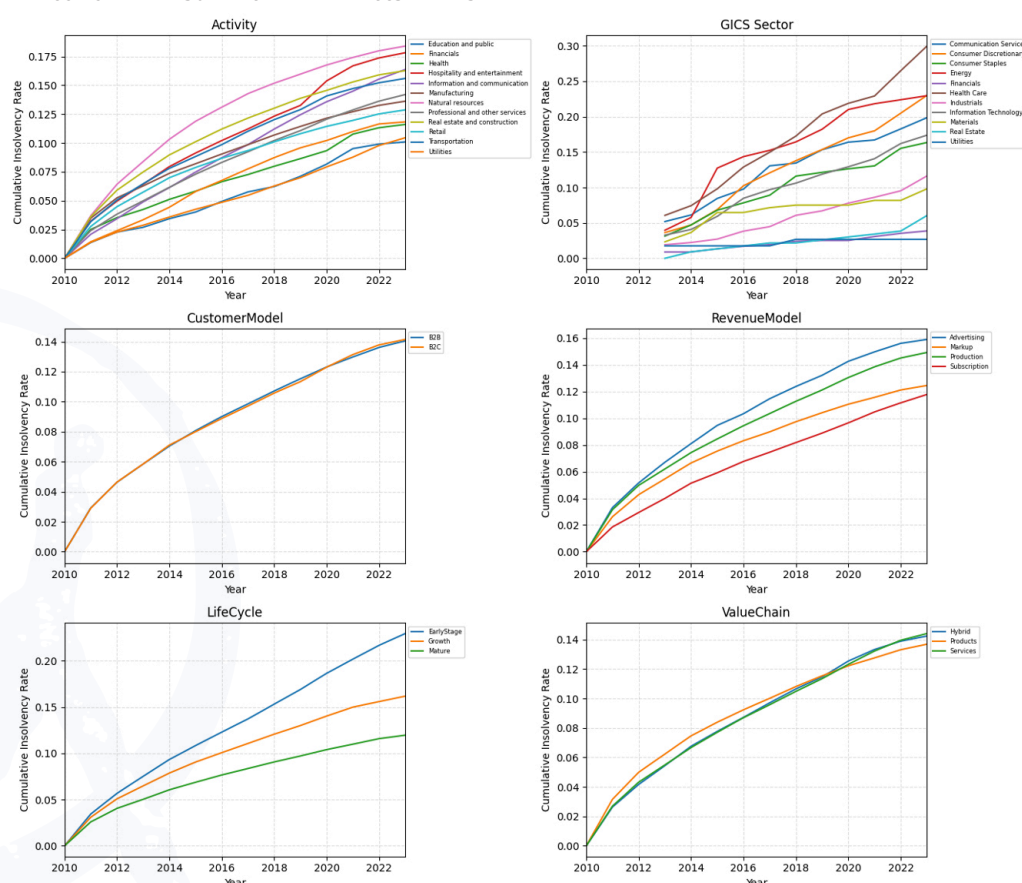 Activity
GICS Sector
Cumulative Insolvency Rate
0.175
0.150
0.125
0.100
0.075
0.050
0.025
0.000
2010 2012 2014 2016 2018 2020 2022
Year
Education and public
Financials
Health
Hospitality and entertainment
Information and communication
Manufacturing
Natural resources
Professional and other services
Real estate and construction
Retail
Transportation
Utilities
Cumulative Insolvency Rate
0.30
0.25
0.20
0.15
0.10
0.05
0.00
2010 2012 2014 2016 2018 2020 2022
Year
Communication Service
Consumer Discretionar
Consumer Staples
Energy
Financials
Health Care
Industrials
Information Technology
Materials
Real Estate
Utilities
CustomerModel
RevenueModel
Cumulative Insolvency Rate
0.14
0.12
0.10
0.08
0.06
0.04
0.02
0.00
2010 2012 2014 2016 2018 2020 2022
Year
B2B
B2C
Cumulative Insolvency Rate
0.16
0.14
0.12
0.10
0.08
0.06
0.04
0.02
0.00
2010 2012 2014 2016 2018 2020 2022
Year
Advertising
Markup
Production
Subscription
LifeCycle
ValueChain
Cumulative Insolvency Rate
0.20
0.15
0.10
0.05
0.00
2010 2012 2014 2016 2018 2020 2022
Year
EarlyStage
Growth
Mature
Cumulative Insolvency Rate
0.14
0.12
0.10
0.08
0.06
0.04
0.02
0.00
2010 2012 2014 2016 2018 2020 2022
Year
Hybrid
Products
Services